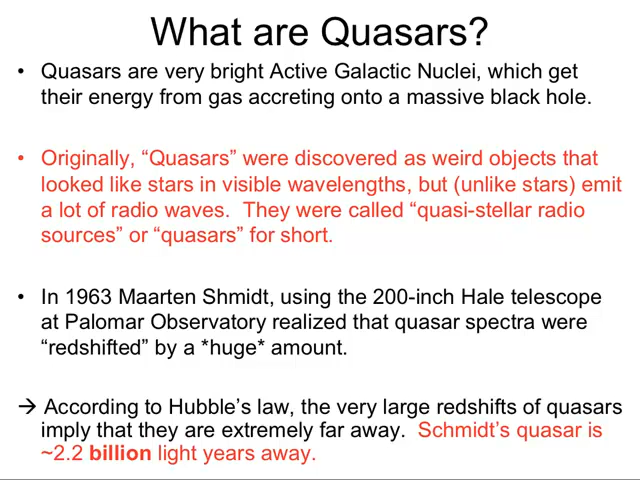 What are Quasars?
• Quasars are very bright Active Galactic Nuclei, which get
their energy from gas accreting onto a massive black hole.
• Originally, “Quasars” were discovered as weird objects that
looked like stars in visible wavelengths, but (unlike stars) emit
a lot of radio waves.  They were called “quasi-stellar radio
sources” or “quasars” for short.
• In 1963 Maarten Shmidt, using the 200-inch Hale telescope
at Palomar Observatory realized that quasar spectra were
“redshifted” by a *huge* amount.
→ According to Hubble’s law, the very large redshifts of quasars
imply that they are extremely far away.  Schmidt’s quasar is
~2.2 billion light years away.